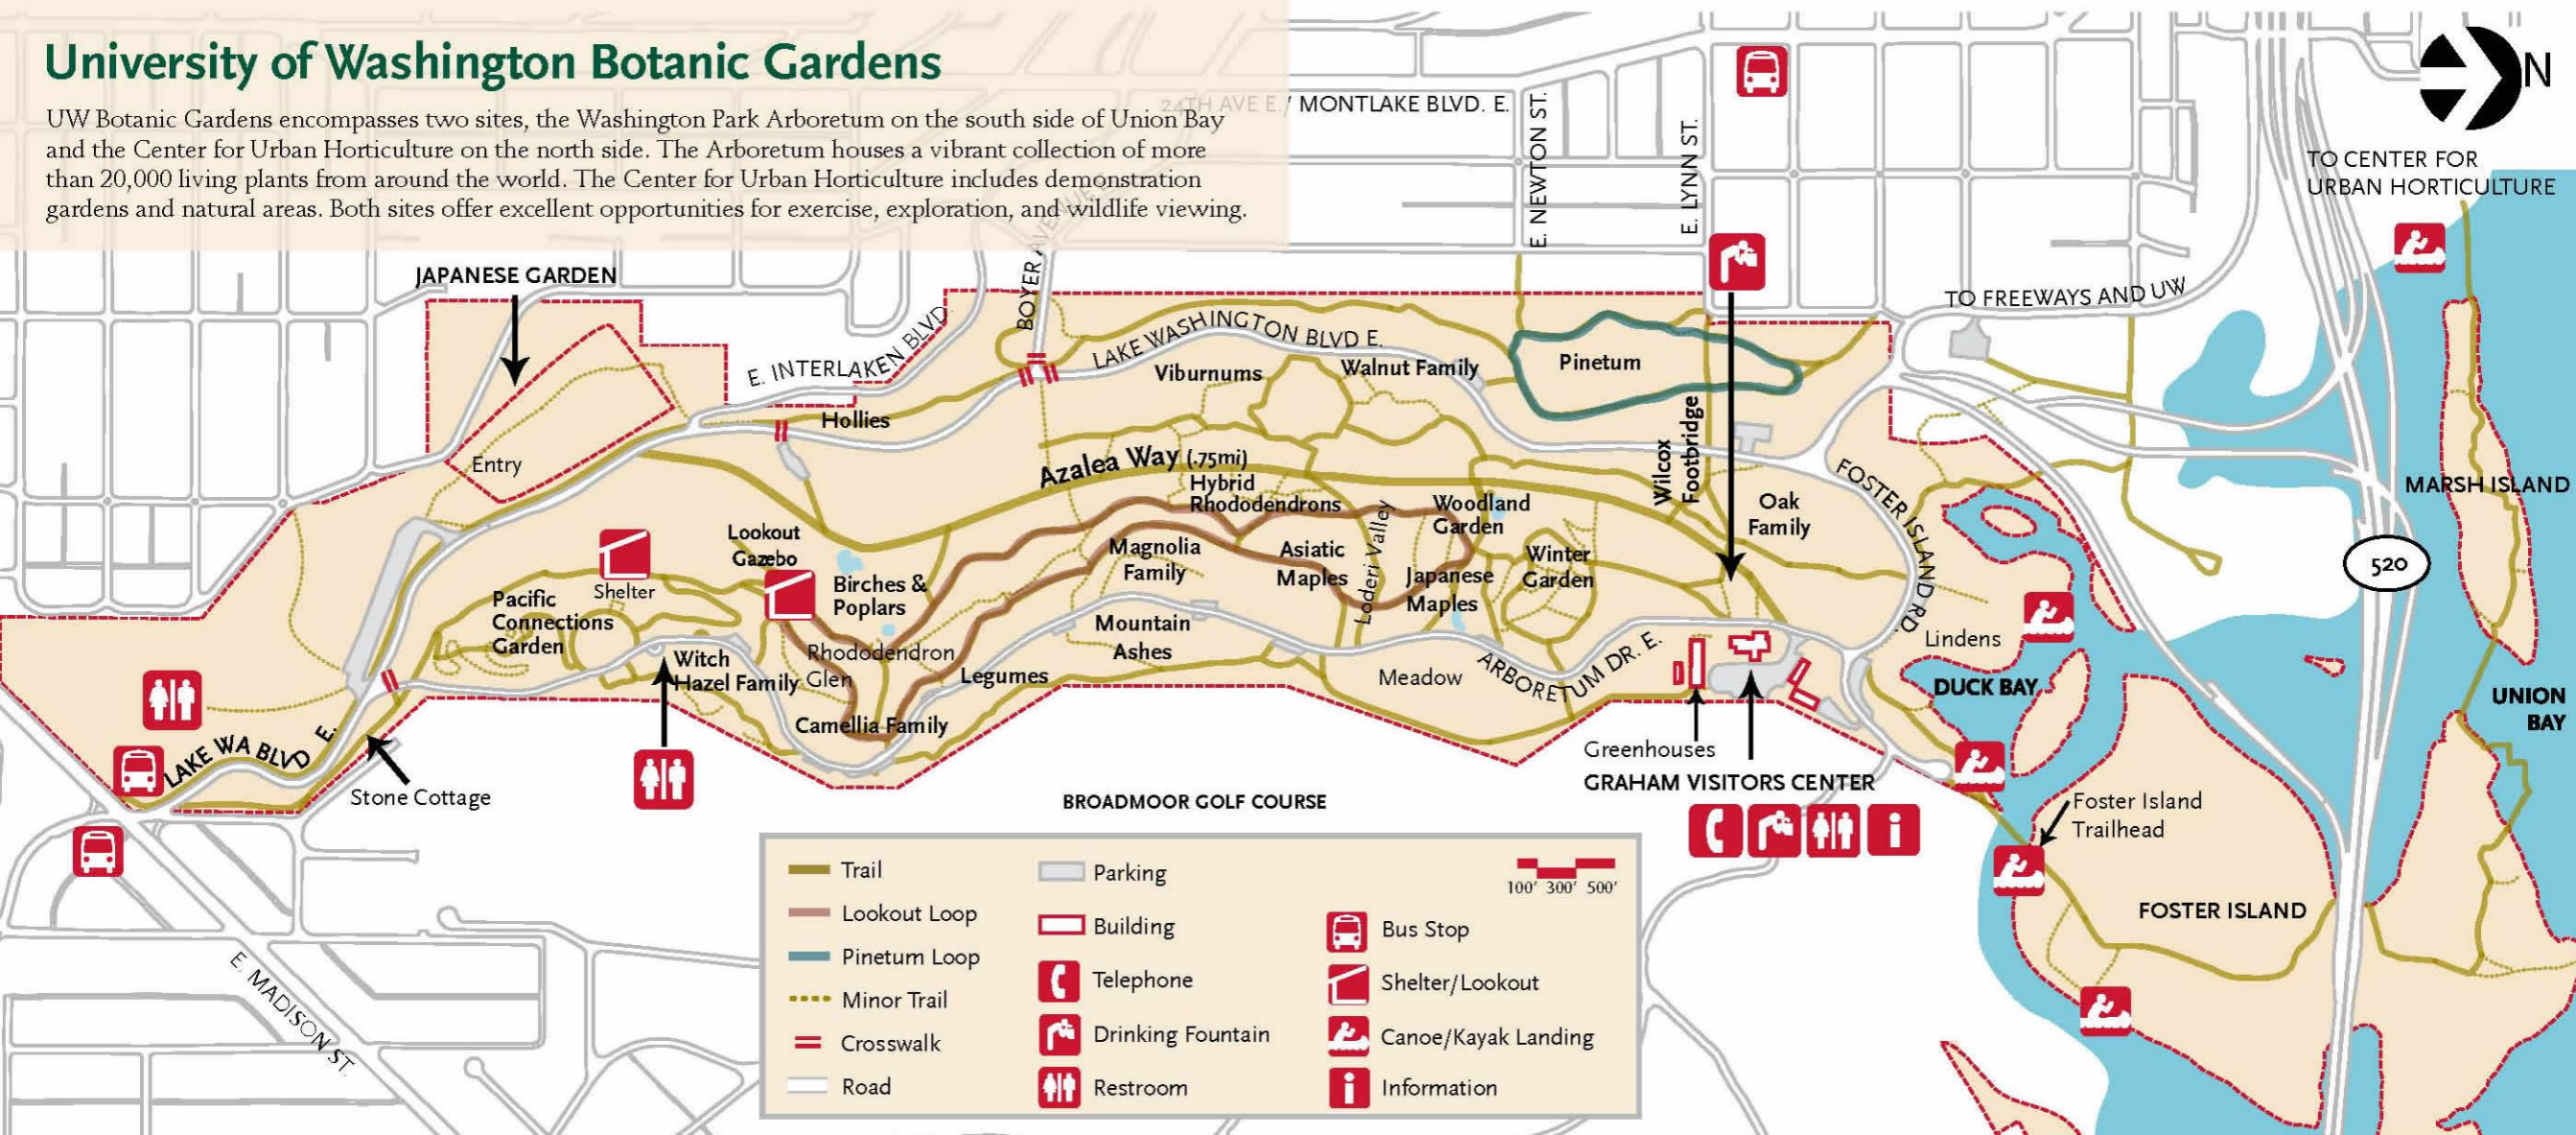 University of Washington Botanic Gardens
UW Botanic Gardens encompasses two sites, the Washington Park Arboretum on the south side of Union Bay
and the Center for Urban Horticulture on the north side. The Arboretum houses a vibrant collection of more
than 20,000 living plants from around the world. The Center for Urban Horticulture includes demonstration
gardens and natural areas. Both sites offer excellent opportunities for exercise, exploration, and wildlife viewing.
24TH AVE E./ MONTLAKE BLVD. E.
E. NEWTON ST.
E. LYNN ST.
N
TO CENTER FOR
URBAN HORTICULTURE
JAPANESE GARDEN
BOYER AVENUE E.
E. INTERLAKEN BLVD.
LAKE WASHINGTON BLVD E.
TO FREEWAYS AND UW
Viburnums
Walnut Family
Pinetum
Hollies
Entry
Azalea Way (.75mi)
Hybrid
Rhododendrons
Woodland
Garden
Wilcox
Footbridge
Oak
Family
FOSTER ISLAND RD.
MARSH ISLAND
Lookout
Gazebo
Shelter
Birches &
Poplars
Magnolia
Family
Asiatic
Maples
Loderi Valley
Japanese
Maples
Winter
Garden
520
Pacific
Connections
Garden
Mountain
Ashes
Lindens
Rhododendron
Glen
Witch
Hazel Family
Legumes
Meadow
ARBORETUM DR. E.
DUCK BAY
UNION
BAY
Camellia Family
LAKE WA BLVD E.
Stone Cottage
Greenhouses
GRAHAM VISITORS CENTER
BROADMOOR GOLF COURSE
Foster Island
Trailhead
FOSTER ISLAND
E. MADISON ST.
Trail
Lookout Loop
Pinetum Loop
Minor Trail
Crosswalk
Road
Parking
Building
Telephone
Drinking Fountain
Restroom
100' 300' 500'
Bus Stop
Shelter/Lookout
Canoe/Kayak Landing
Information